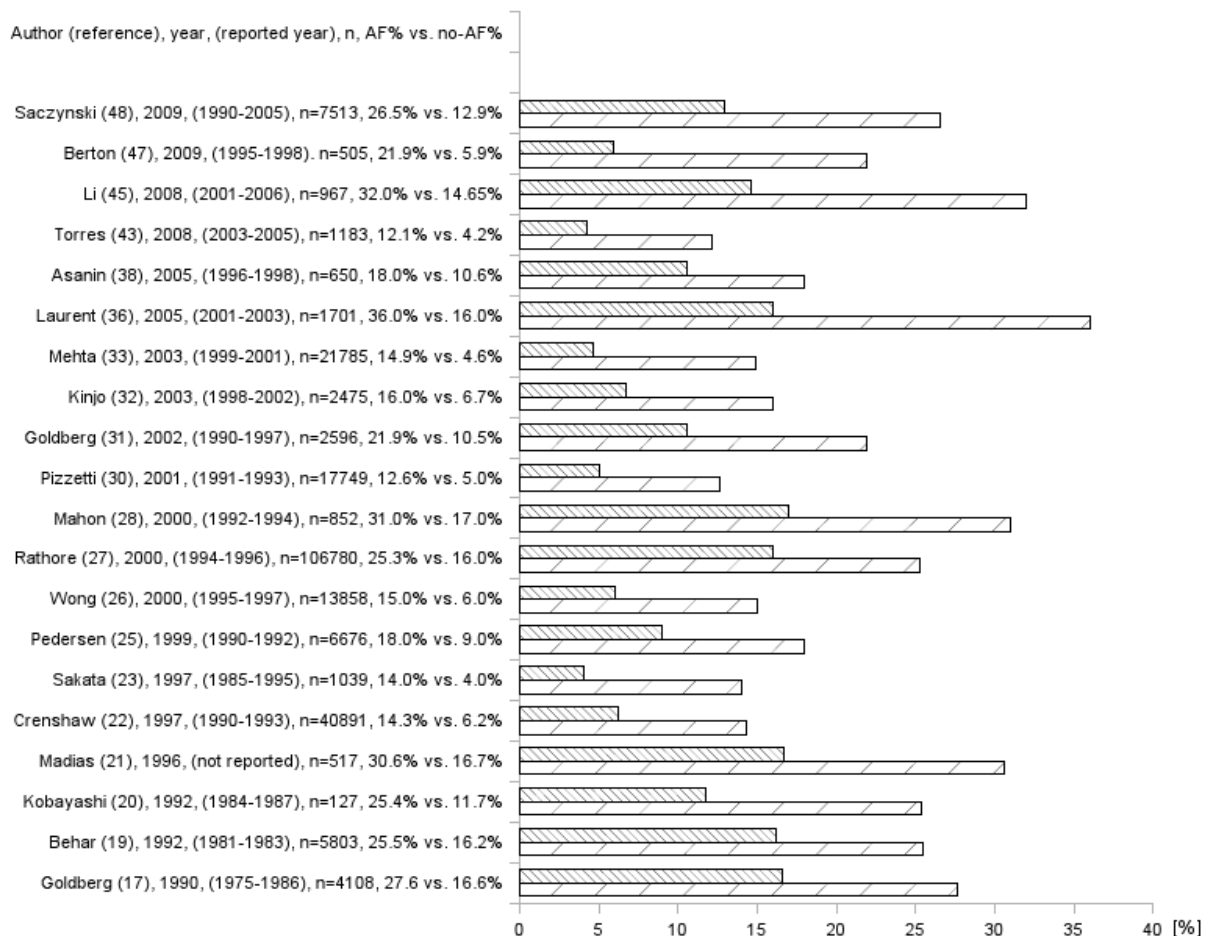 Author (reference), year, (reported year), n, AF% vs. no-AF%
Saczynski (48), 2009, (1990-2005), n=7513, 26.5% vs. 12.9%
Berton (47), 2009, (1995-1998). n=505, 21.9% vs. 5.9%
Li (45), 2008, (2001-2006), n=967, 32.0% vs. 14.65%
Torres (43), 2008, (2003-2005), n=1183, 12.1% vs. 4.2%
Asanin (38), 2005, (1996-1998), n=650, 18.0% vs. 10.6%
Laurent (36), 2005, (2001-2003), n=1701, 36.0% vs. 16.0%
Mehta (33), 2003, (1999-2001), n=21785, 14.9% vs. 4.6%
Kinjo (32), 2003, (1998-2002), n=2475, 16.0% vs. 6.7%
Goldberg (31), 2002, (1990-1997), n=2596, 21.9% vs. 10.5%
Pizzetti (30), 2001, (1991-1993), n=17749, 12.6% vs. 5.0%
Mahon (28), 2000, (1992-1994), n=852, 31.0% vs. 17.0%
Rathore (27), 2000, (1994-1996), n=106780, 25.3% vs. 16.0%
Wong (26), 2000, (1995-1997), n=13858, 15.0% vs. 6.0%
Pedersen (25), 1999, (1990-1992), n=6676, 18.0% vs. 9.0%
Sakata (23), 1997, (1985-1995), n=1039, 14.0% vs. 4.0%
Crenshaw (22), 1997, (1990-1993), n=40891, 14.3% vs. 6.2%
Madias (21), 1996, (not reported), n=517, 30.6% vs. 16.7%
Kobayashi (20), 1992, (1984-1987), n=127, 25.4% vs. 11.7%
Behar (19), 1992, (1981-1983), n=5803, 25.5% vs. 16.2%
Goldberg (17), 1990, (1975-1986), n=4108, 27.6 vs. 16.6%
0 5 10 15 20 25 30 35 40 [%]